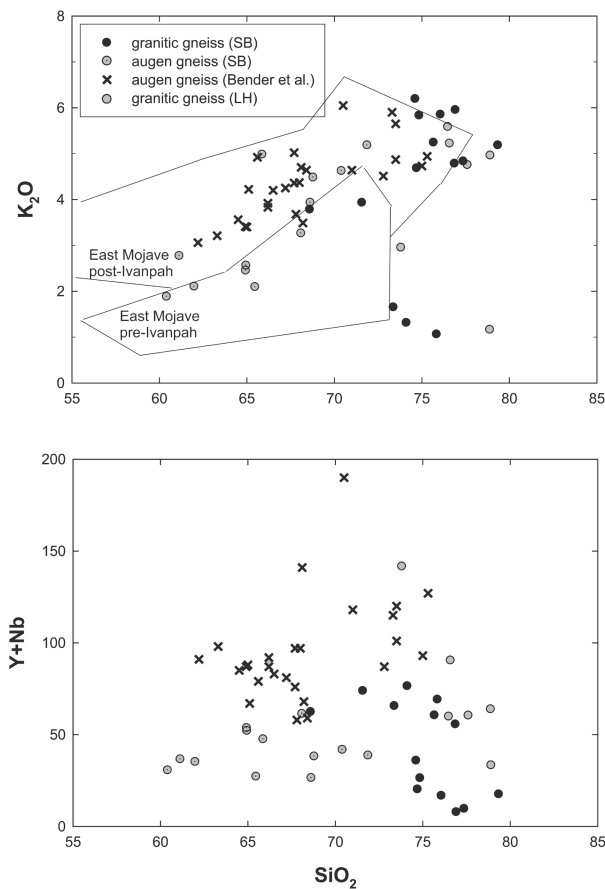 8
6
4
2
0
K2O
granitic gneiss (SB)
augen gneiss (SB)
augen gneiss (Bender et al.)
granitic gneiss (LH)
East Mojave
post-Ivanpah
East Mojave
pre-Ivanpah
55 60 65 70 75 80 85
200
150
100
50
0
Y+Nb
55 60 65 70 75 80 85
SiO2